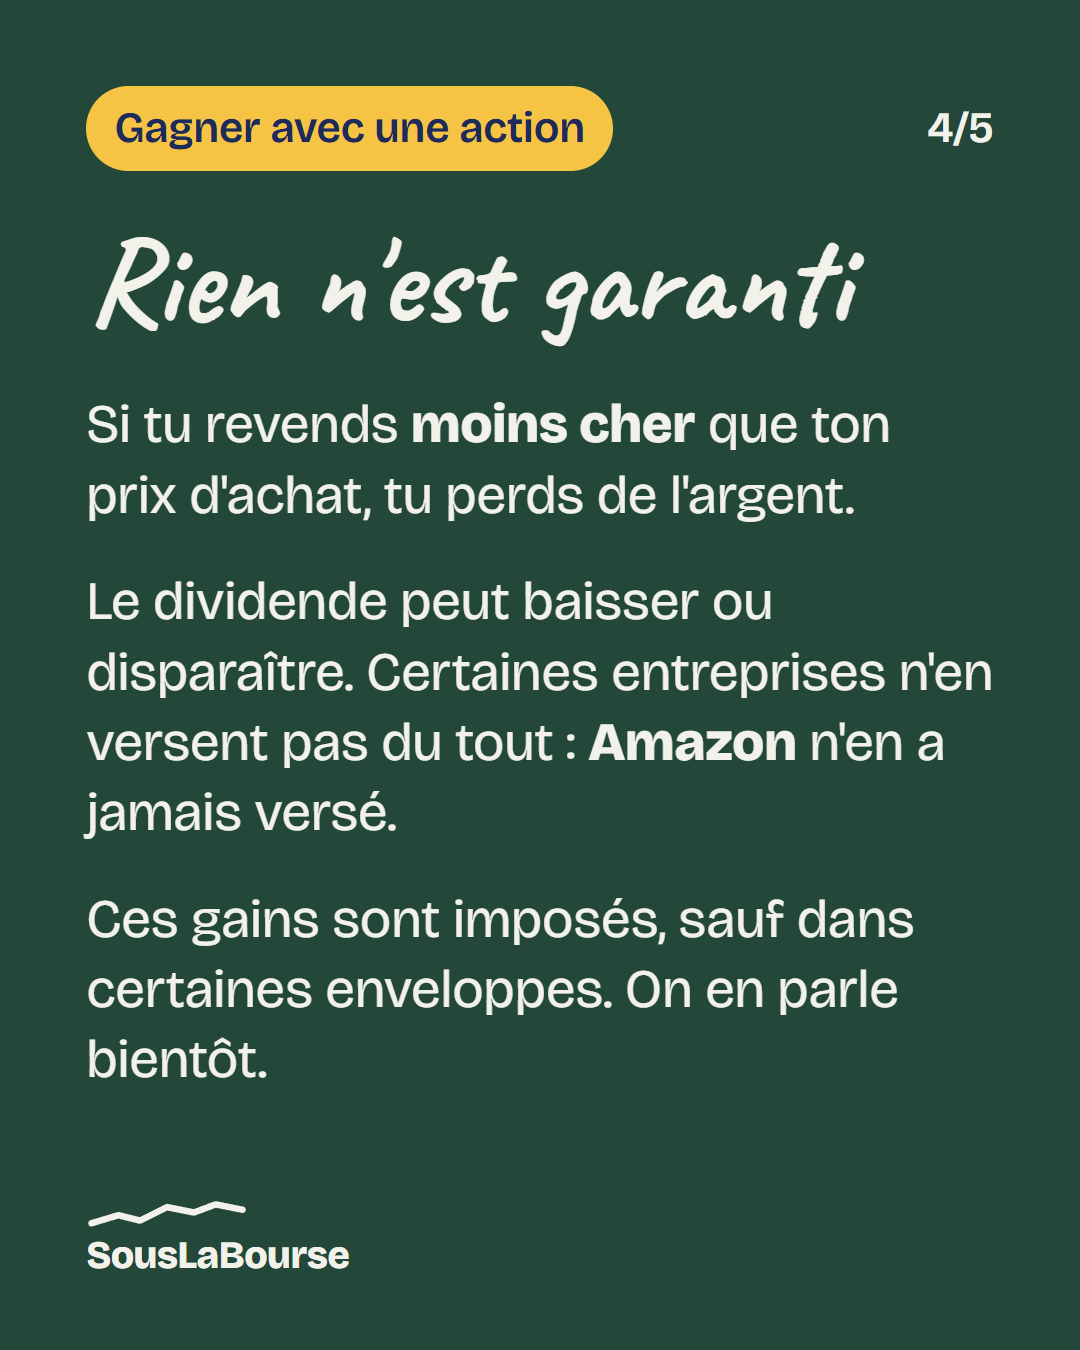 Gagner avec une action
4/5
Rien n'est garanti
Si tu revends moins cher que ton
prix d'achat, tu perds de l'argent.
Le dividende peut baisser ou
disparaître. Certaines entreprises n'en
versent pas du tout : Amazon n'en a
jamais versé.
Ces gains sont imposés, sauf dans
certaines enveloppes. On en parle
bientôt.
SousLaBourse